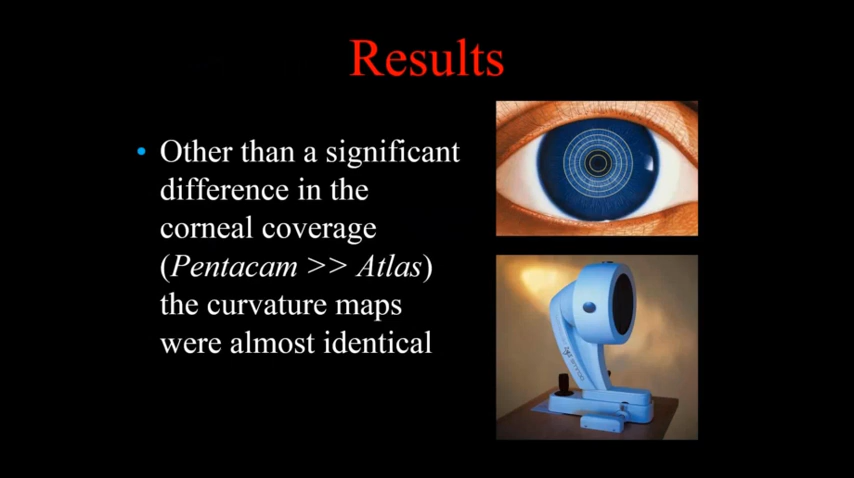 Results
• Other than a significant
difference in the
corneal coverage
(Pentacam >> Atlas)
the curvature maps
were almost identical